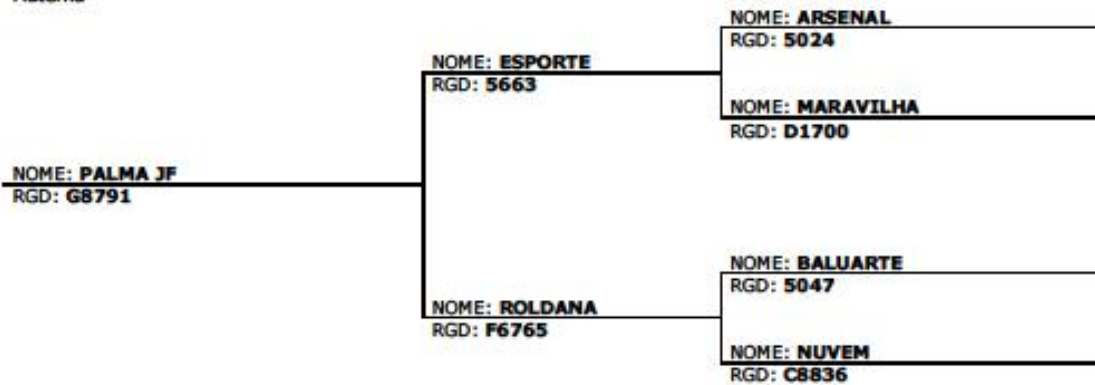 NOME: ARSENAL
RGD: 5024
NOME: ESPORTE
RGD: 5663
NOME: MARAVILHA
RGD: D1700
NOME: PALMA JF
RGD: G8791
NOME: BALUARTE
RGD: 5047
NOME: ROLDANA
RGD: F6765
NOME: NUVEM
RGD: C8836